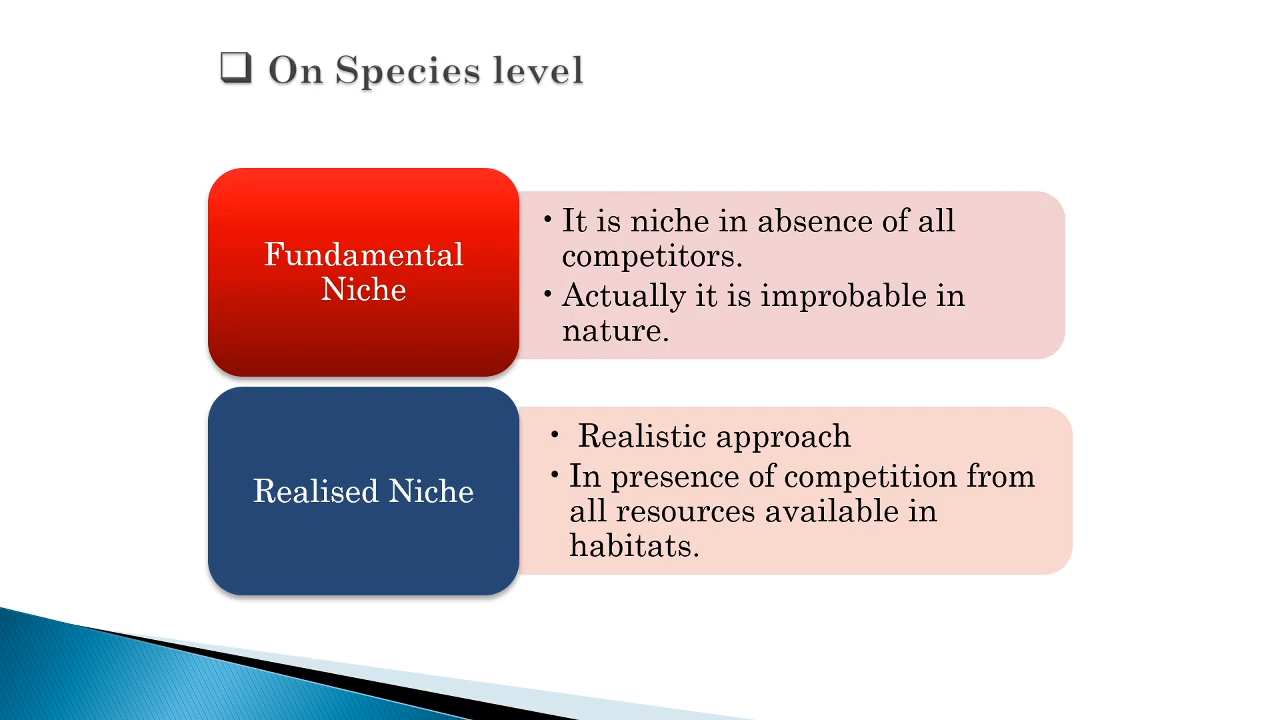 ❑ On Species level
Fundamental
Niche
• It is niche in absence of all
competitors.
• Actually it is improbable in
nature.
Realised Niche
• Realistic approach
• In presence of competition from
all resources available in
habitats.